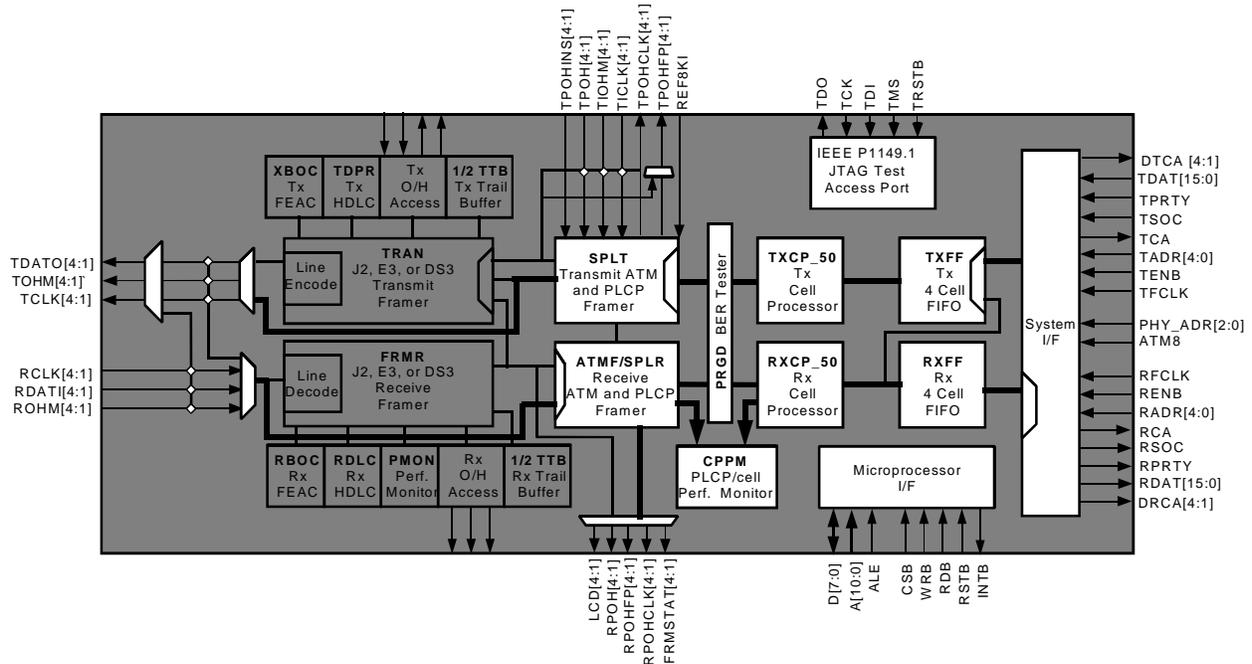 TPOHINS[4:1]
TPOH[4:1]
TIOHM[4:1]
TICLK[4:1]
TPOHCLK[4:1]
TPOHFP[4:1]
REF8KI
TDO
TCK
TDI
TMS
TRSTB
XBOC
Tx
FEAC
TDPR
Tx
HDLC
Tx
O/H
Access
1/2 TTB
Tx Trail
Buffer
IEEE P1149.1
JTAG Test
Access Port
TDATO[4:1]
TOHM[4:1]`
TCLK[4:1]
RCLK[4:1]
RDATI[4:1]
ROHM[4:1]
Line
Encode
TRAN
J2, E3, or DS3
Transmit
Framer
SPLT
Transmit ATM
and PLCP
Framer
PRGD BER Tester
TXCP_50
Tx
Cell
Processor
TXFF
Tx
4 Cell
FIFO
System
I/F
Line
Decode
FRMR
J2, E3, or DS3
Receive
Framer
ATMF/SPLR
Receive
ATM and PLCP
Framer
RXCP_50
Rx
Cell
Processor
RXFF
Rx
4 Cell
FIFO
RBOC
Rx
FEAC
RDLC
Rx
HDLC
PMON
Perf.
Monitor
Rx
O/H
Access
1/2 TTB
Rx Trail
Buffer
CPPM
PLCP/cell
Perf. Monitor
Microprocessor
I/F
DTCA [4:1]
TDAT[15:0]
TPRTY
TSOC
TCA
TADR[4:0]
TENB
TFCLK
PHY_ADR[2:0]
ATM8
RFCLK
RENB
RADR[4:0]
RCA
RSOC
RPRTY
RDAT[15:0]
DRCA[4:1]
LCD[4:1]
RPOH[4:1]
RPOHFP[4:1]
RPOHCLK[4:1]
FRMSTAT[4:1]
D[7:0]
A[10:0]
ALE
CSB
WRB
RDB
RSTB
INTB